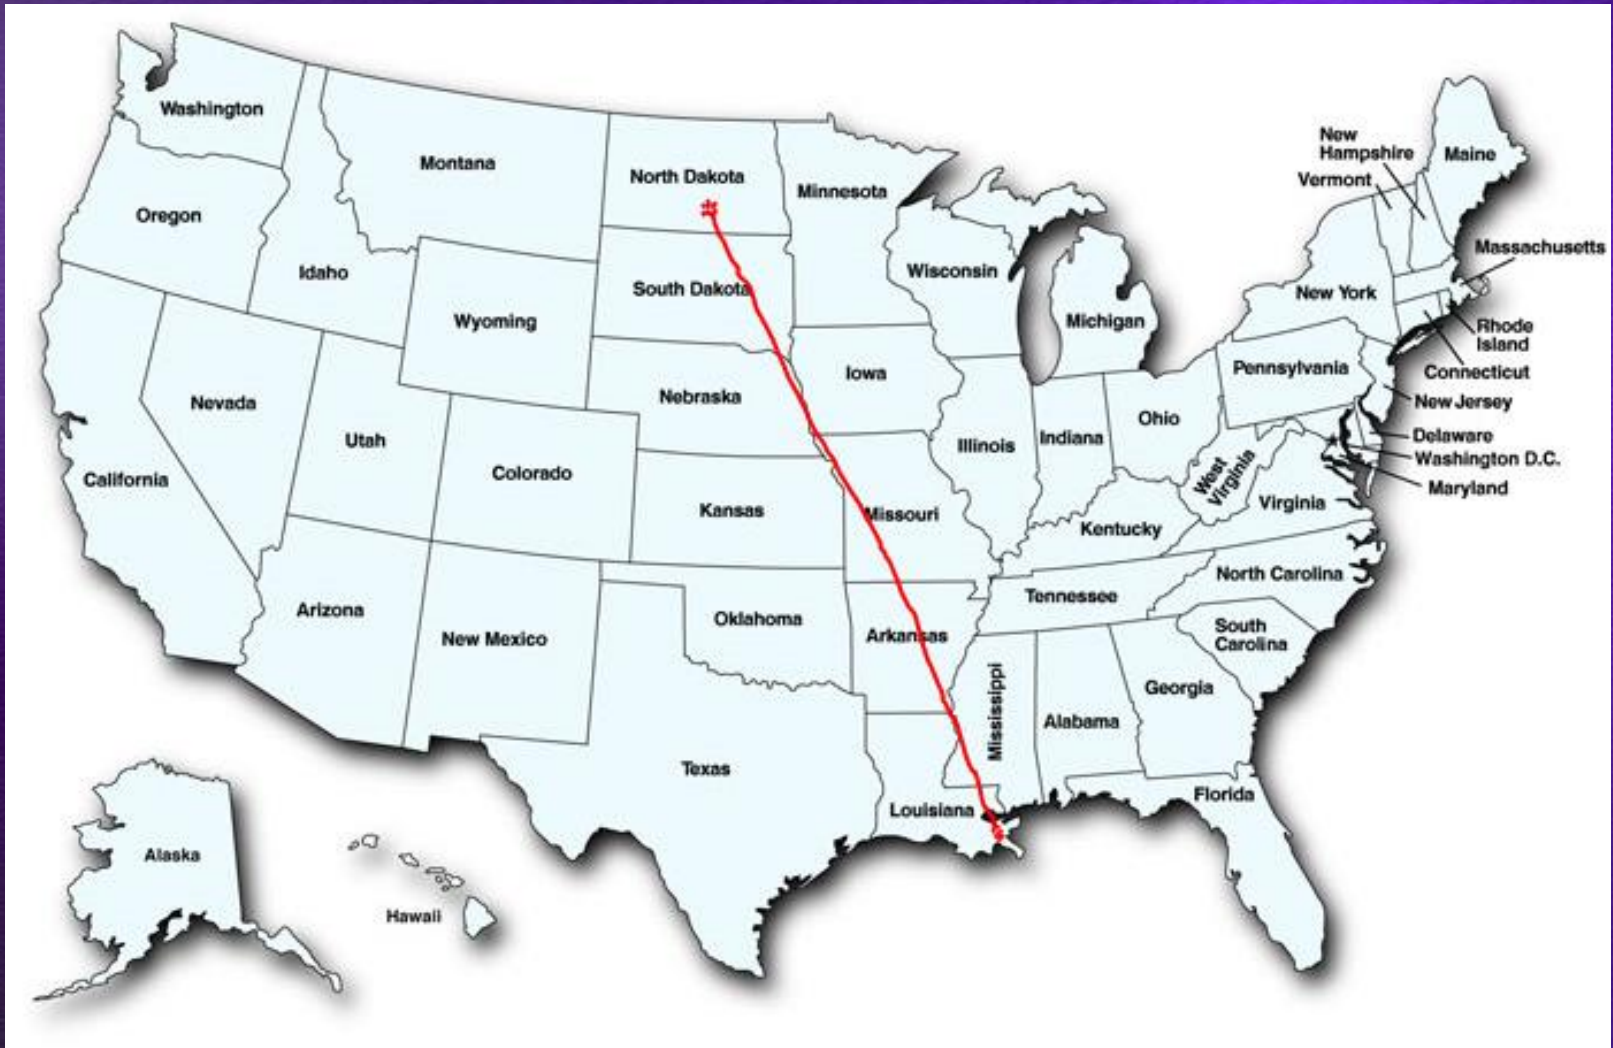 Washington
Montana
North Dakota
Minnesota
New
Hampshire
Maine
Vermont
Oregon
Idaho
Massachusetts
Wisconsin
South Dakota
New York
Wyoming
Michigan
Rhode
Island
Pennsylvania
Connecticut
Iowa
Nebraska
Nevada
New Jersey
Ohio
Utah
Illinois
Indiana
Delaware
Washington D.C.
California
Colorado
West
Virginia
Maryland
Virginia
Kansas
Missouri
Kentucky
North Carolina
Arizona
Tennessee
Oklahoma
New Mexico
Arkansas
South
Carolina
Mississippi
Georgia
Alabama
Texas
Florida
Louisiana
Alaska
Hawaii